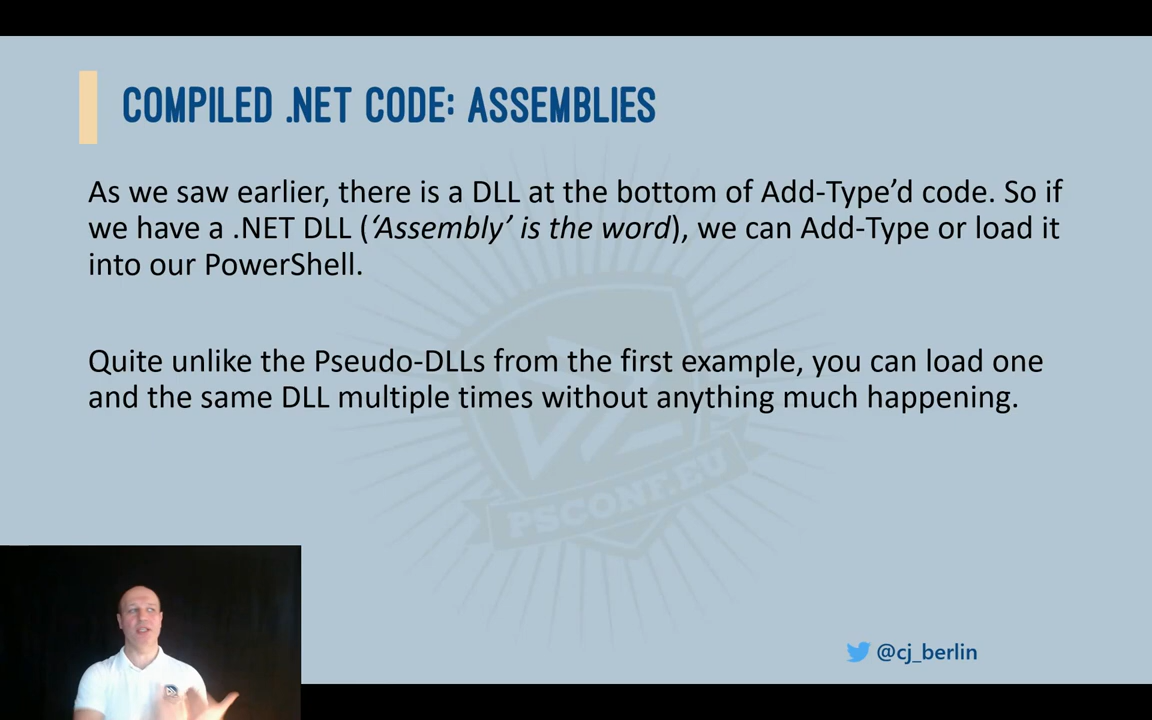 COMPILED .NET CODE: ASSEMBLIES
As we saw earlier, there is a DLL at the bottom of Add-Type’d code. So if
we have a .NET DLL (‘Assembly’ is the word), we can Add-Type or load it
into our PowerShell.
Quite unlike the Pseudo-DLLs from the first example, you can load one
and the same DLL multiple times without anything much happening.
PSCONF.EU
@cj_berlin